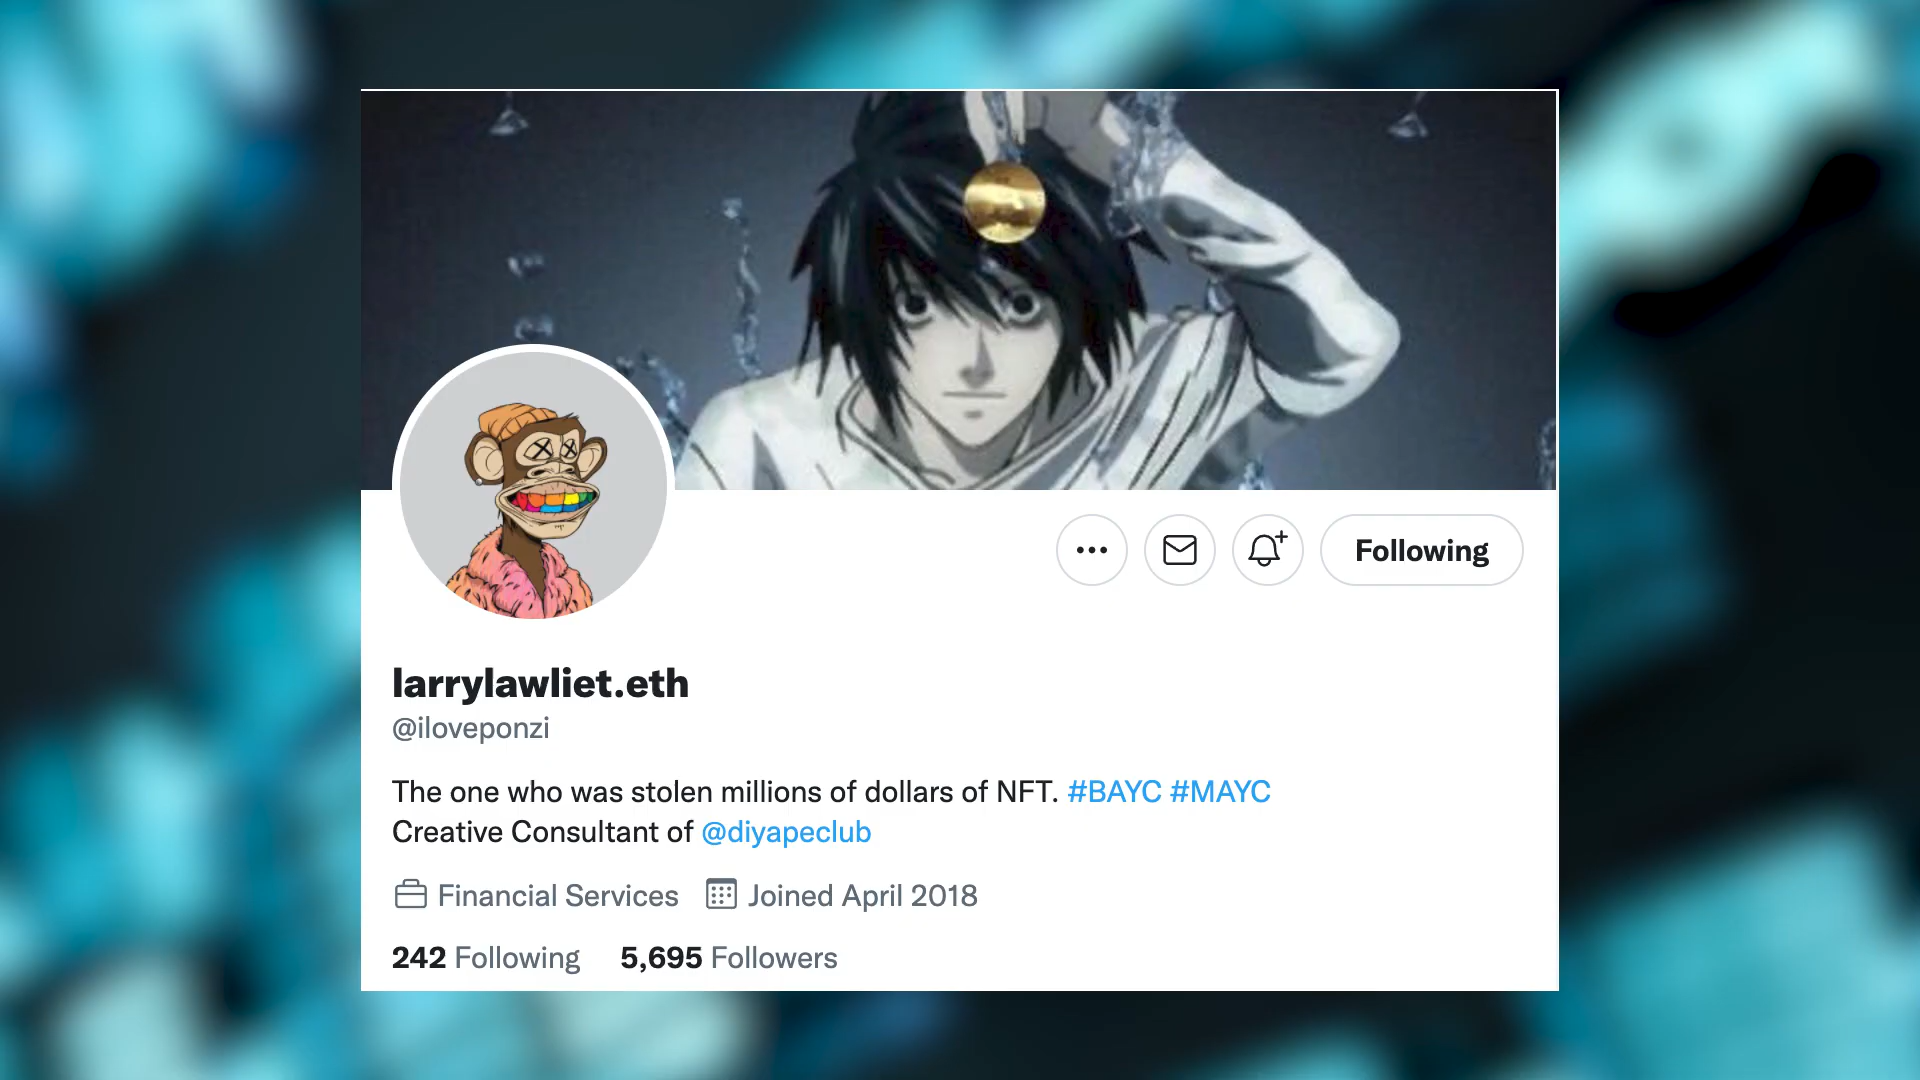 Following
larrylawliet.eth
@iloveponzi
The one who was stolen millions of dollars of NFT. #BAYC #MAYC
Creative Consultant of @diyapeclub
Financial Services Joined April 2018
242 Following 5,695 Followers